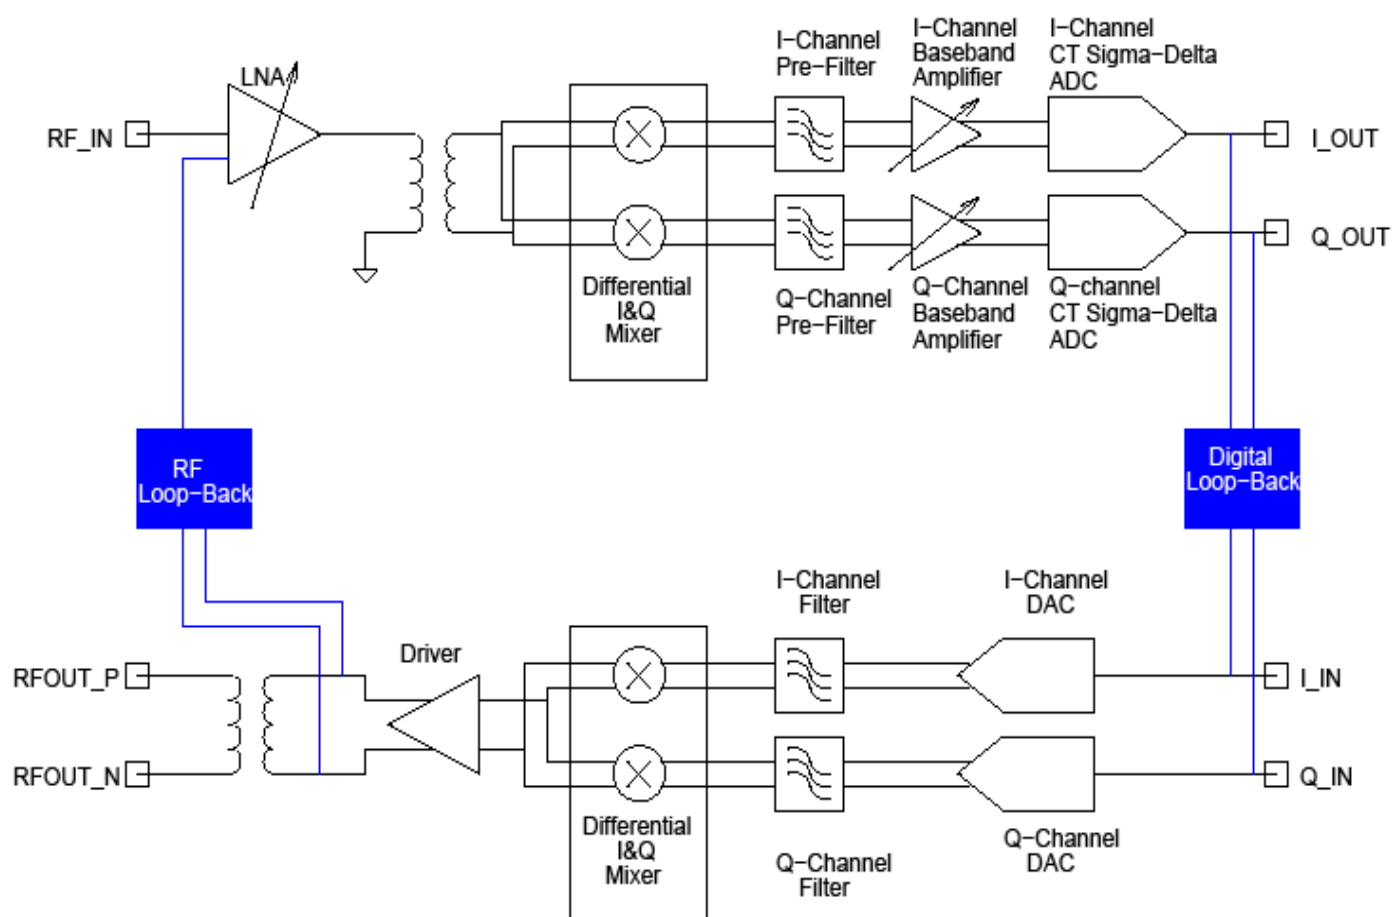 I-Channel
Pre-Filter
I-Channel
Baseband
Amplifier
I-Channel
CT Sigma-Delta
ADC
LNA
RF_IN
I_OUT
Q_OUT
Differential
I&Q
Mixer
Q-Channel
Pre-Filter
Q-Channel
Baseband
Amplifier
Q-channel
CT Sigma-Delta
ADC
RF
Loop-Back
Digital
Loop-Back
I-Channel
Filter
I-Channel
DAC
Driver
RFOUT_P
I_IN
RFOUT_N
Q_IN
Differential
I&Q
Mixer
Q-Channel
Filter
Q-Channel
DAC